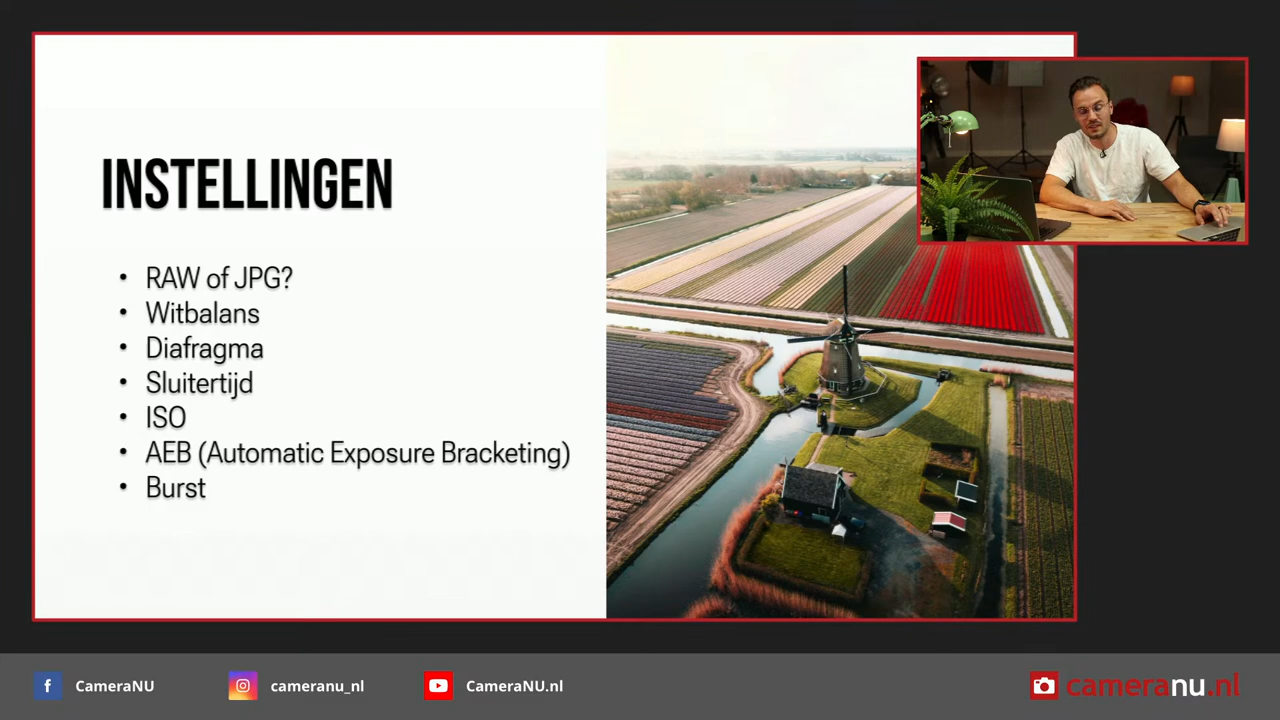 INSTELLINGEN
• RAW of JPG?
• Witbalans
• Diafragma
• Sluitertijd
• ISO
• AEB (Automatic Exposure Bracketing)
• Burst
CameraNU
cameranu_nl
CameraNU.nl
cameranu.nl